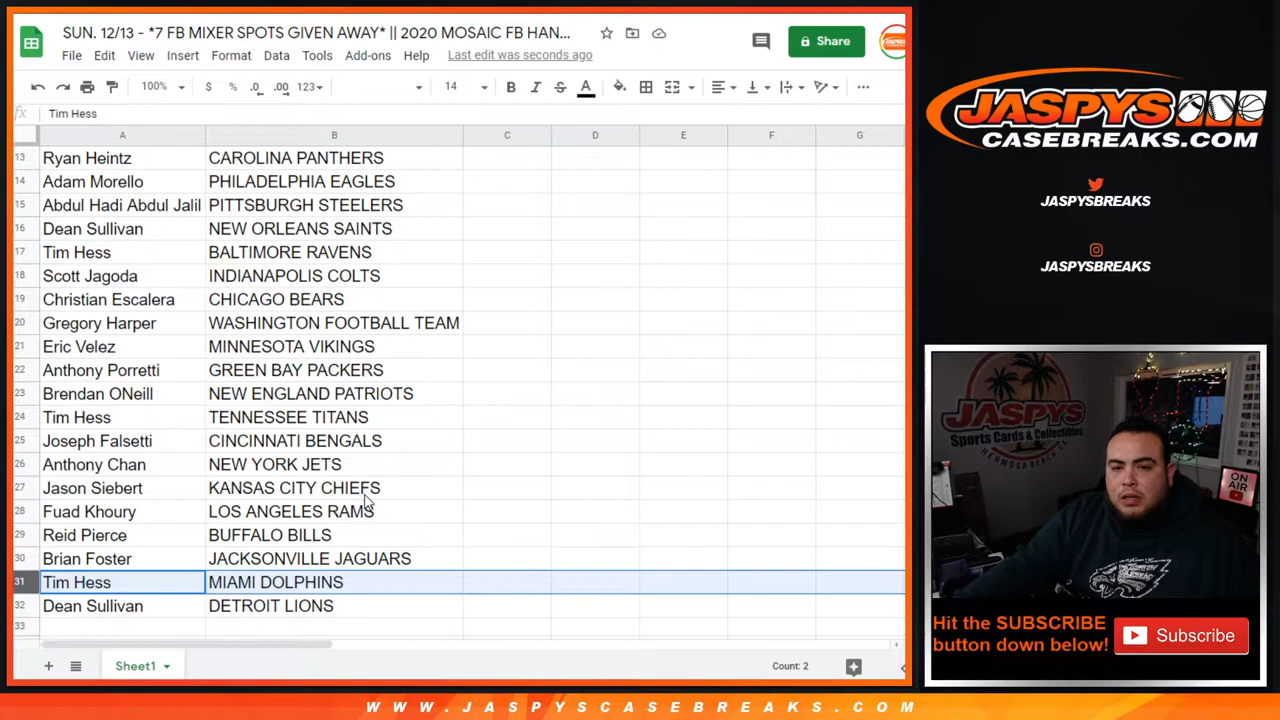 SUN. 12/13 - *7 FB MIXER SPOTS GIVEN AWAY* || 2020 MOSAIC FB HAN...
File Edit View Insert Format Data Tools Add-ons Help Last edit was seconds ago
Share
100% $ % .0 .00 123 14 B I S A
fx Tim Hess
A B C D E F G
13 Ryan Heintz CAROLINA PANTHERS
14 Adam Morello PHILADELPHIA EAGLES
15 Abdul Hadi Abdul Jalil PITTSBURGH STEELERS
16 Dean Sullivan NEW ORLEANS SAINTS
17 Tim Hess BALTIMORE RAVENS
18 Scott Jagoda INDIANAPOLIS COLTS
19 Christian Escalera CHICAGO BEARS
20 Gregory Harper WASHINGTON FOOTBALL TEAM
21 Eric Velez MINNESOTA VIKINGS
22 Anthony Porretti GREEN BAY PACKERS
23 Brendan ONeill NEW ENGLAND PATRIOTS
24 Tim Hess TENNESSEE TITANS
25 Joseph Falsetti CINCINNATI BENGALS
26 Anthony Chan NEW YORK JETS
27 Jason Siebert KANSAS CITY CHIEFS
28 Fuad Khoury LOS ANGELES RAMS
29 Reid Pierce BUFFALO BILLS
30 Brian Foster JACKSONVILLE JAGUARS
31 Tim Hess MIAMI DOLPHINS
32 Dean Sullivan DETROIT LIONS
33
Sheet1 Count: 2
JASPYS
CASEBREAKS.COM
JASPYSBREAKS
JASPYSBREAKS
JASPYS
Sports Cards & Collectibles
HERMOSA BEACH
ON AIR
Hit the SUBSCRIBE
button down below!
Subscribe
WWW.JASPYSCASEBREAKS.COM